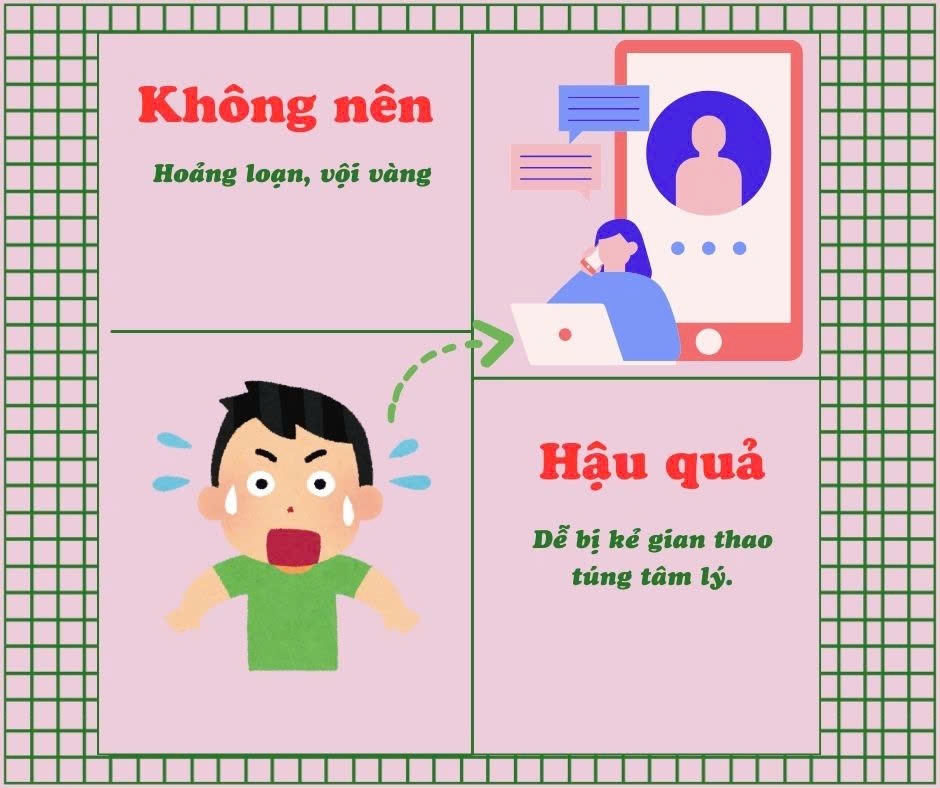 Không nên
Hoảng loạn, vội vàng
Hậu quả
Dễ bị kẻ gian thao
túng tâm lý.